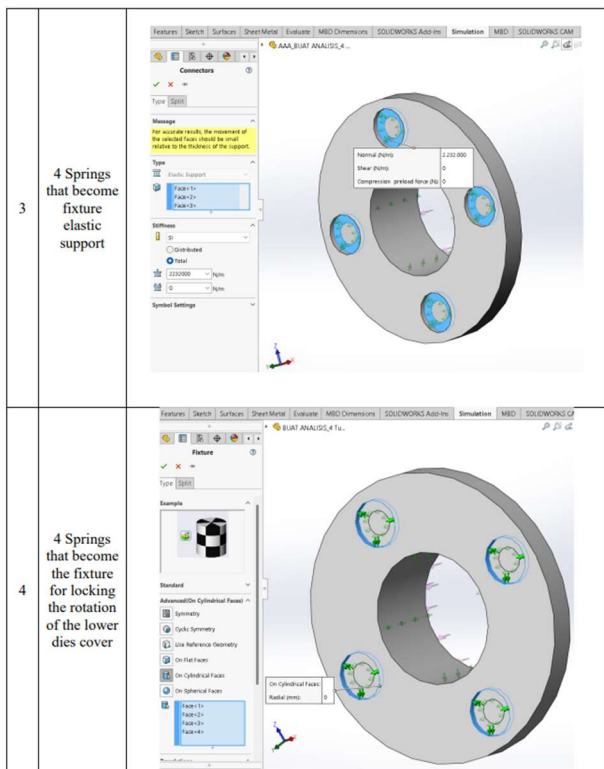 3
4 Springs
that become
fixture
elastic
support
Features Sketch Surfaces Sheet Metal Evaluate MBD Dimensions SOLIDWORKS Add-Ins Simulation MBD SOLIDWORKS CAM
AAA_BUAT ANALISIS_4 ...
Connectors
Type Split
Message
For accurate results, the movement of
the selected faces should be small
relative to the thickness of the support.
Type
Elastic Support
Face<1>
Face<2>
Face<3>
Stiffness
SI
Distributed
Total
2232000 N/m
0 N/m
Symbol Settings
Normal (N/m): 2.232.000
Shear (N/m): 0
Compression preload force (N): 0
Z
X
Y
4
4 Springs
that become
the fixture
for locking
the rotation
of the lower
dies cover
Features Sketch Surfaces Sheet Metal Evaluate MBD Dimensions SOLIDWORKS Add-Ins Simulation MBD SOLIDWORKS
BUAT ANALISIS_4 Tu...
Fixture
Type Split
Example
Standard
Advanced(On Cylindrical Faces)
Symmetry
Cyclic Symmetry
Use Reference Geometry
On Flat Faces
On Cylindrical Faces
On Spherical Faces
Face<1>
Face<2>
Face<3>
Face<4>
On Cylindrical Faces:
Radial (mm): 0
Z
X
Y